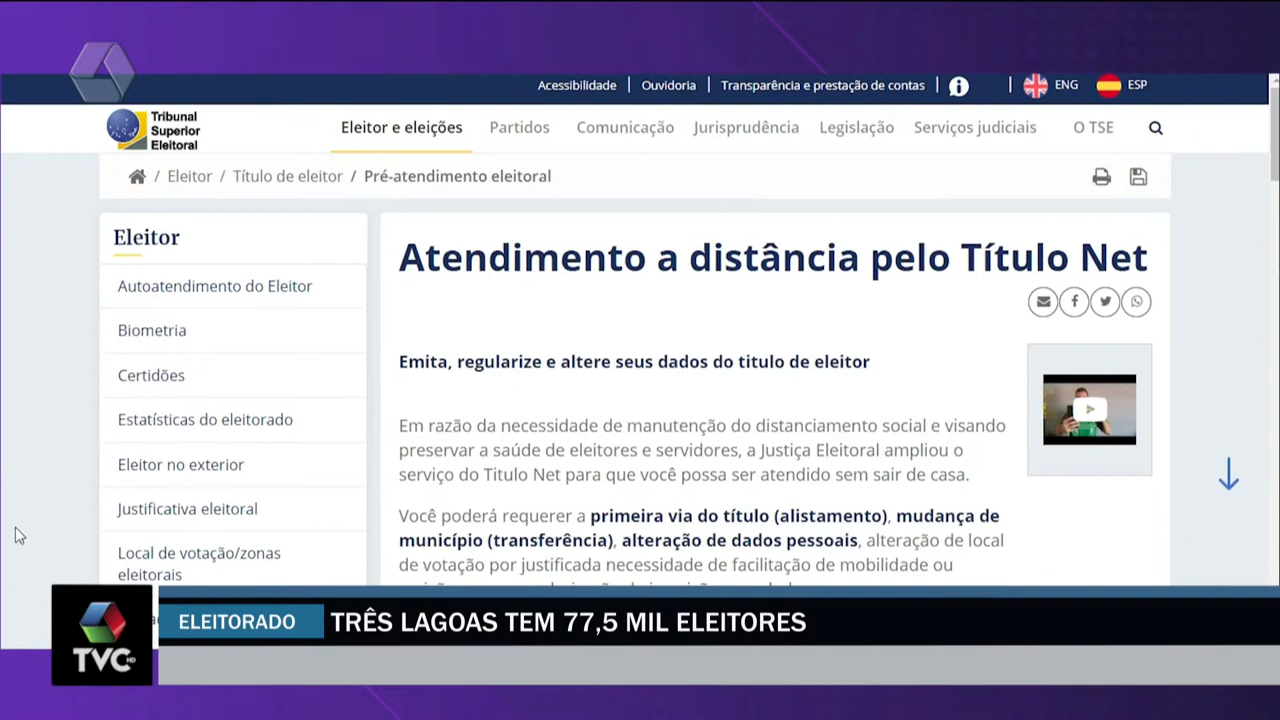 Acessibilidade
Ouvidoria
Transparência e prestação de contas
ENG
ESP
Tribunal
Superior
Eleitoral
Eleitor e eleições
Partidos
Comunicação
Jurisprudência
Legislação
Serviços judiciais
O TSE
/ Eleitor / Título de eleitor / Pré-atendimento eleitoral
Eleitor
Autoatendimento do Eleitor
Biometria
Certidões
Estatísticas do eleitorado
Eleitor no exterior
Justificativa eleitoral
Local de votação/zonas
eleitorais
Atendimento a distância pelo Título Net
Emita, regularize e altere seus dados do titulo de eleitor
Em razão da necessidade de manutenção do distanciamento social e visando
preservar a saúde de eleitores e servidores, a Justiça Eleitoral ampliou o
serviço do Titulo Net para que você possa ser atendido sem sair de casa.
Você poderá requerer a primeira via do título (alistamento), mudança de
município (transferência), alteração de dados pessoais, alteração de local
de votação por justificada necessidade de facilitação de mobilidade ou
ELEITORADO
TRÊS LAGOAS TEM 77,5 MIL ELEITORES
TVC HD